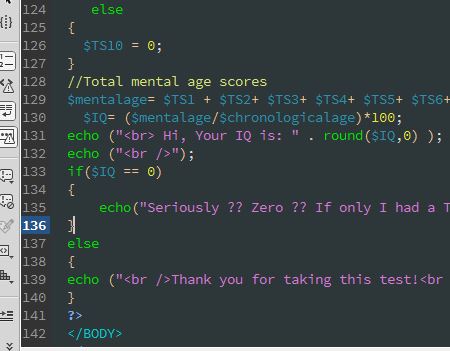 124 else
125 {
126 $TS10 = 0;
127 }
128 //Total mental age scores
129 $mentalage= $TS1 + $TS2+ $TS3+ $TS4+ $TS5+ $TS6+
130 $IQ= ($mentalage/$chronologicalage)*100;
131 echo ("<br> Hi, Your IQ is: " . round($IQ,0) );
132 echo ("<br />");
133 if($IQ == 0)
134 {
135 echo("Seriously ?? Zero ?? If only I had a T
136 }
137 else
138 {
139 echo ("<br />Thank you for taking this test!<br
140 }
141 ?>
142 </BODY>